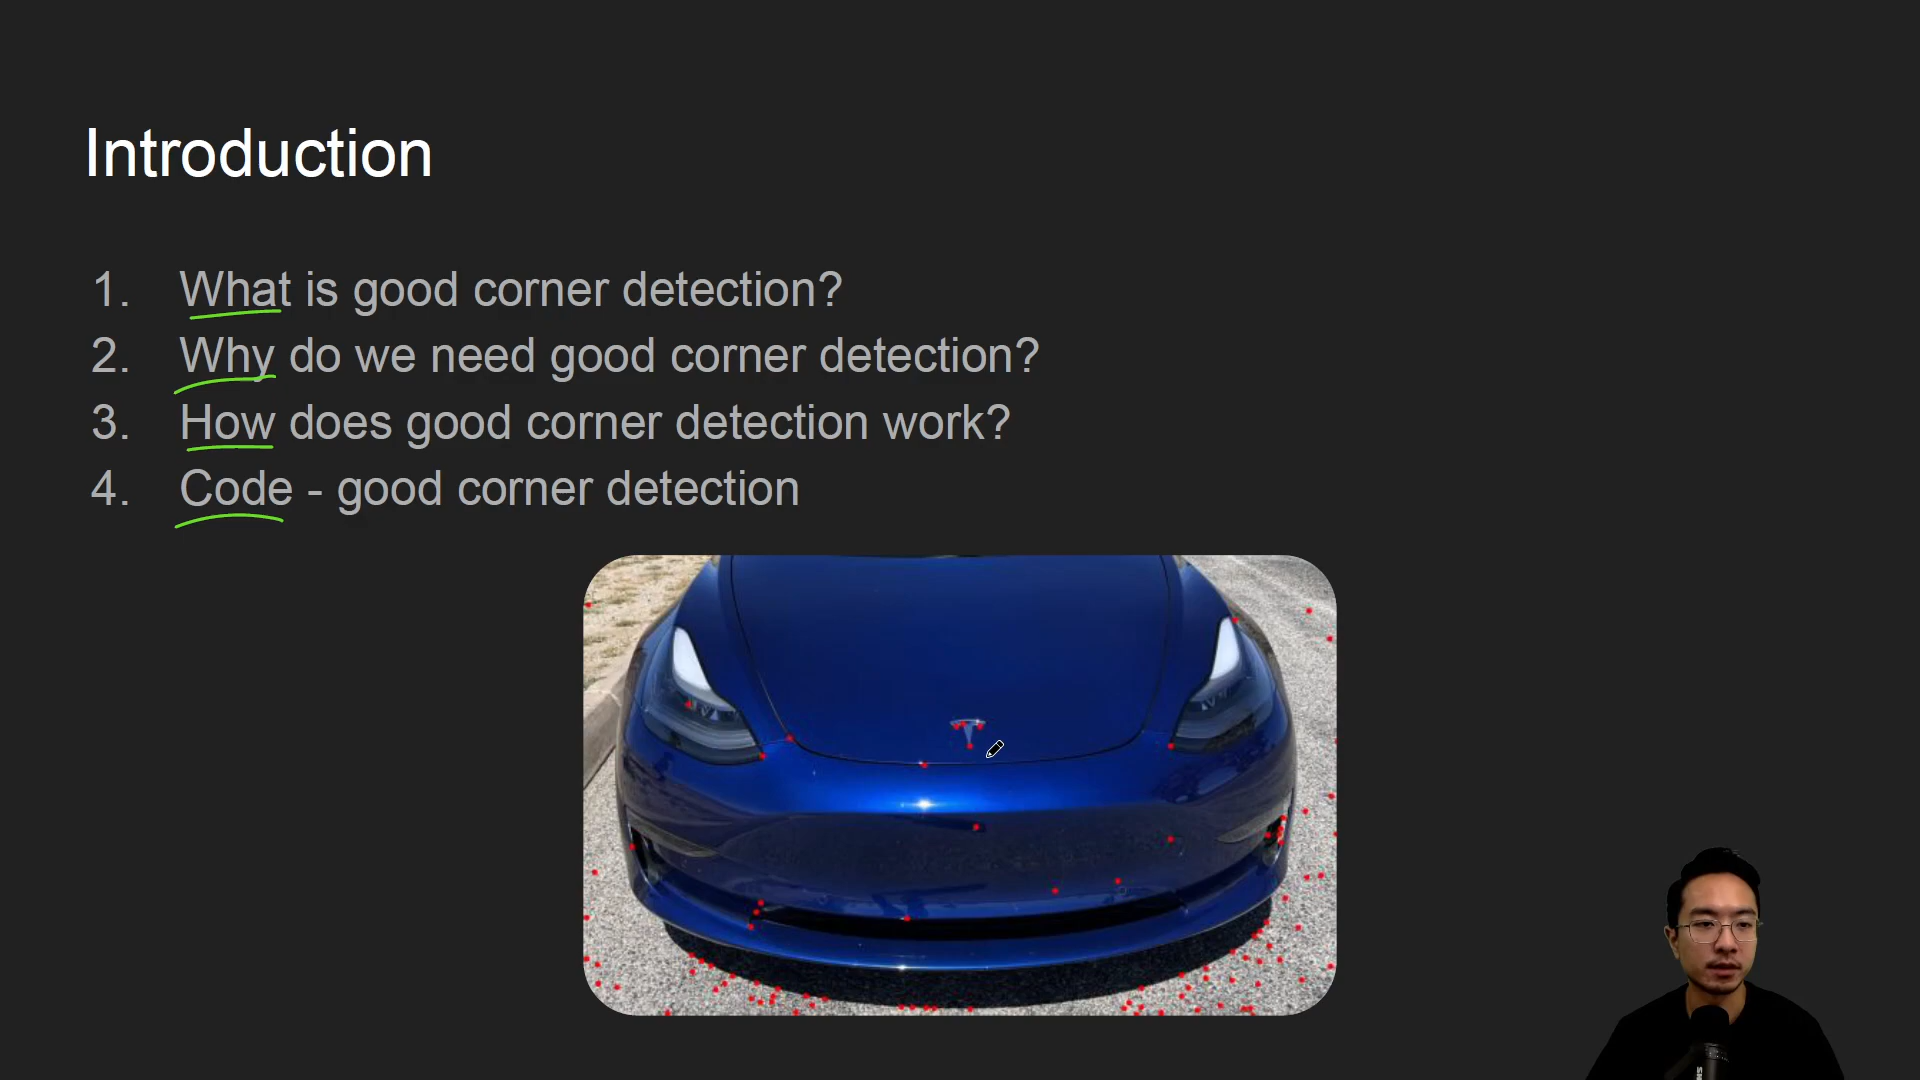 Introduction
1. What is good corner detection?
2. Why do we need good corner detection?
3. How does good corner detection work?
4. Code - good corner detection